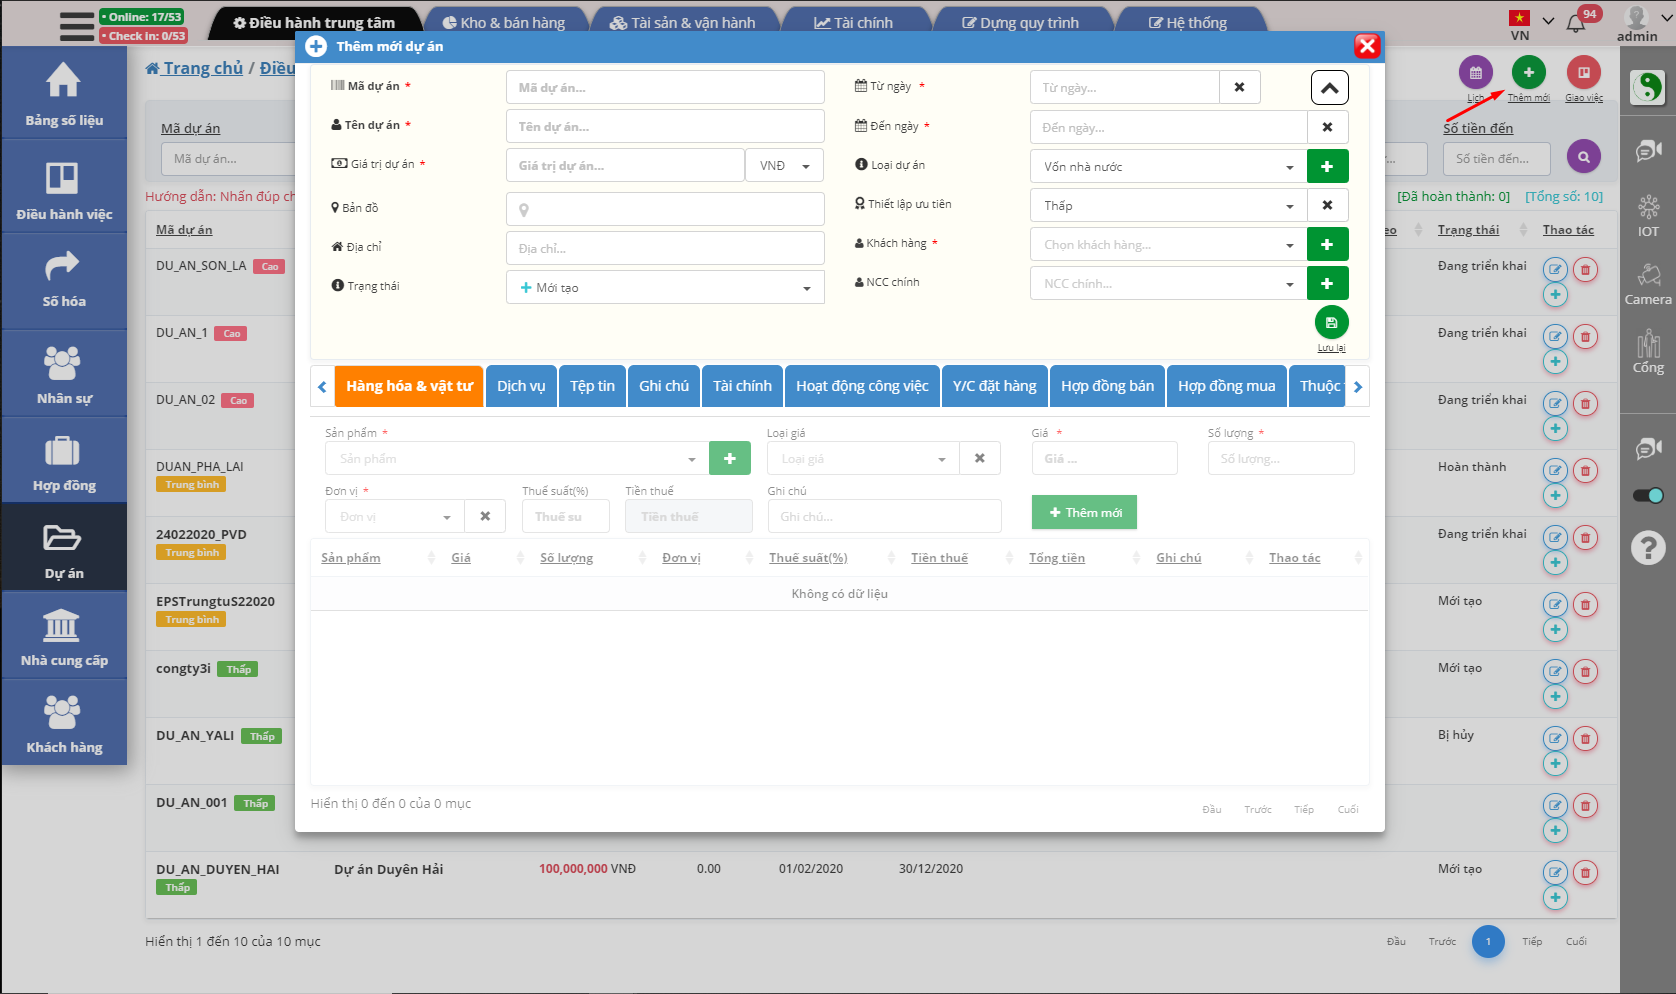 • Online: 17/53
• Check in: 0/53
Điều hành trung tâm
Kho & bán hàng
Tài sản & vận hành
Tài chính
Dựng quy trình
Hệ thống
VN
94
admin
Bảng số liệu
Điều hành việc
Số hóa
Nhân sự
Hợp đồng
Dự án
Nhà cung cấp
Khách hàng
Trang chủ / Điều
Lịch
Thêm mới
Giao việc
Mã dự án
Mã dự án...
Số tiền đến
Số tiền đến...
Hướng dẫn: Nhấn đúp ch
[Đã hoàn thành: 0]
[Tổng số: 10]
Mã dự án
eo
Trạng thái
Thao tác
DU_AN_SON_LA Cao
Đang triển khai
DU_AN_1 Cao
Đang triển khai
DU_AN_02 Cao
Đang triển khai
DUAN_PHA_LAI
Trung bình
Hoàn thành
24022020_PVD
Trung bình
Đang triển khai
EPSTrungtuS22020
Trung bình
Mới tạo
congty3i Thấp
Mới tạo
DU_AN_YALI Thấp
Bị hủy
DU_AN_001 Thấp
DU_AN_DUYEN_HAI
Thấp
Dự án Duyên Hải
100,000,000 VNĐ
0.00
01/02/2020
30/12/2020
Mới tạo
Hiển thị 1 đến 10 của 10 mục
Đầu
Trước
1
Tiếp
Cuối
IOT
Camera
Cổng
Thêm mới dự án
Mã dự án *
Mã dự án...
Từ ngày *
Từ ngày...
Tên dự án *
Tên dự án...
Đến ngày *
Đến ngày...
Giá trị dự án *
Giá trị dự án...
VNĐ
Loại dự án
Vốn nhà nước
Bản đồ
Thiết lập ưu tiên
Thấp
Địa chỉ
Địa chỉ...
Khách hàng *
Chọn khách hàng...
Trạng thái
Mới tạo
NCC chính
NCC chính...
Lưu lại
Hàng hóa & vật tư
Dịch vụ
Tệp tin
Ghi chú
Tài chính
Hoạt động công việc
Y/C đặt hàng
Hợp đồng bán
Hợp đồng mua
Thuộc
Sản phẩm *
Sản phẩm
Loại giá
Loại giá
Giá *
Giá ...
Số lượng *
Số lượng...
Đơn vị *
Đơn vị
Thuế suất(%)
Thuế su
Tiền thuế
Tiền thuế
Ghi chú
Ghi chú...
Thêm mới
Sản phẩm
Giá
Số lượng
Đơn vị
Thuế suất(%)
Tiền thuế
Tổng tiền
Ghi chú
Thao tác
Không có dữ liệu
Hiển thị 0 đến 0 của 0 mục
Đầu
Trước
Tiếp
Cuối